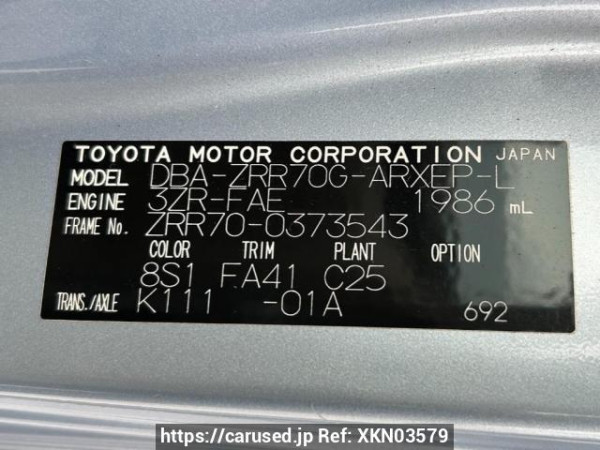 TOYOTA MOTOR CORPORATION JAPAN
MODEL DBA-ZRR70G-ARXEP-L
ENGINE 3ZR-FAE 1986 mL
FRAME No. ZRR70-0373543
COLOR TRIM PLANT OPTION
8S1 FA41 C25
TRANS./AXLE K111 -01A 692
https://carused.jp Ref: XKN03579